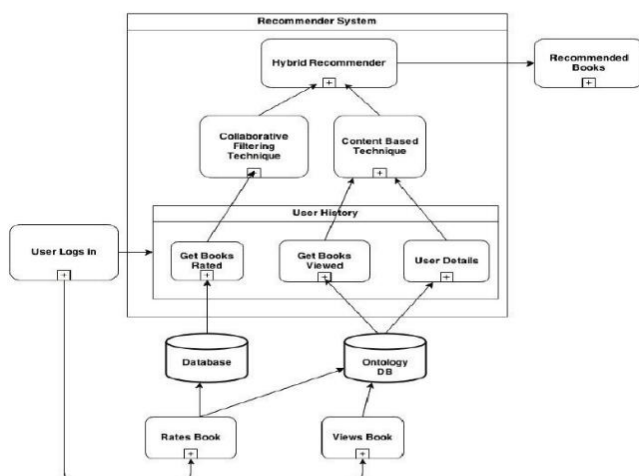 Recommender System
Hybrid Recommender
Recommended
Books
Collaborative
Filtering
Technique
Content Based
Technique
User History
User Logs In
Get Books
Rated
Get Books
Viewed
User Details
Database
Ontology
DB
Rates Book
Views Book